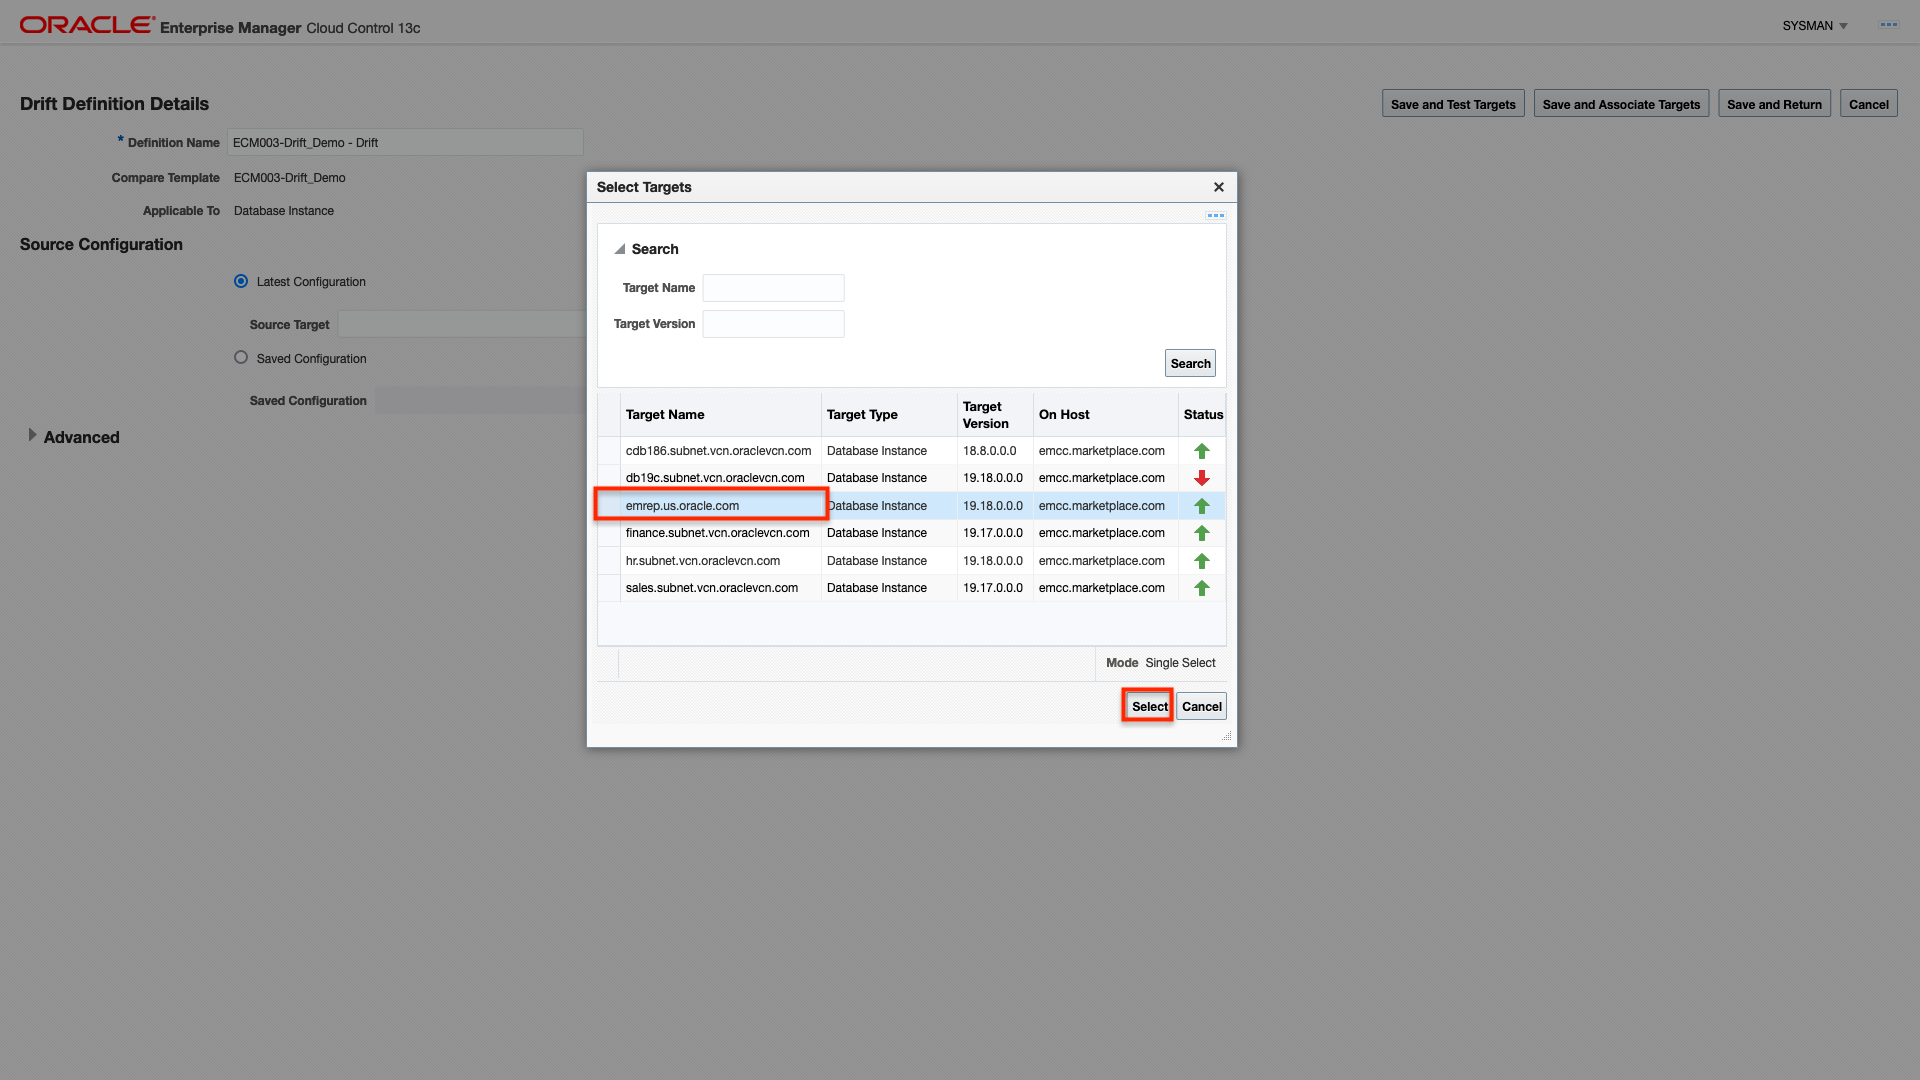 ORACLE® Enterprise Manager Cloud Control 13c
SYSMAN
Drift Definition Details
Save and Test Targets
Save and Associate Targets
Save and Return
Cancel
* Definition Name ECM003-Drift_Demo - Drift
Compare Template ECM003-Drift_Demo
Applicable To Database Instance
Source Configuration
Latest Configuration
Source Target
Saved Configuration
Saved Configuration
Advanced
Select Targets
Search
Target Name
Target Version
Search
Target Name Target Type Target Version On Host Status
cdb186.subnet.vcn.oraclevcn.com Database Instance 18.8.0.0.0 emcc.marketplace.com
db19c.subnet.vcn.oraclevcn.com Database Instance 19.18.0.0.0 emcc.marketplace.com
emrep.us.oracle.com Database Instance 19.18.0.0.0 emcc.marketplace.com
finance.subnet.vcn.oraclevcn.com Database Instance 19.17.0.0.0 emcc.marketplace.com
hr.subnet.vcn.oraclevcn.com Database Instance 19.18.0.0.0 emcc.marketplace.com
sales.subnet.vcn.oraclevcn.com Database Instance 19.17.0.0.0 emcc.marketplace.com
Mode Single Select
Select Cancel